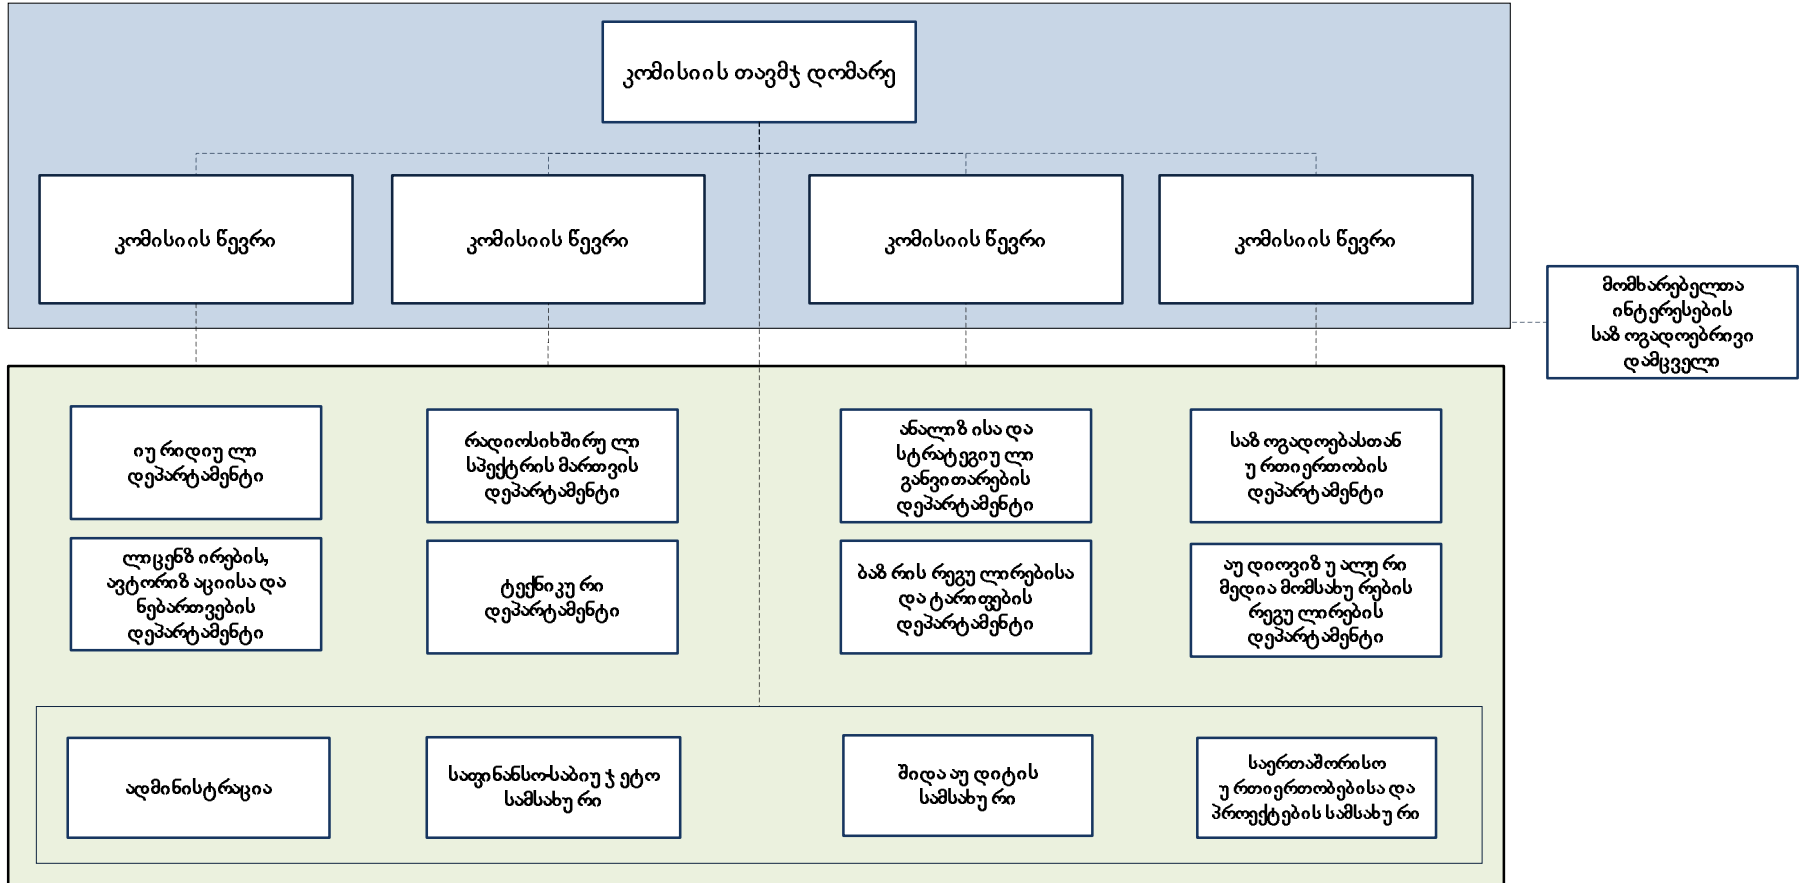 კომისიის თავმჯდომარე
კომისიის წევრი
კომისიის წევრი
კომისიის წევრი
კომისიის წევრი
მომხარებელთა
ინტერესების
საზოგადოებრივი
დამცველი
იურიდიული
დეპარტამენტი
რადიოსიხშირული
სპექტრის მართვის
დეპარტამენტი
ანალიზისა და
სტრატეგიული
განვითარების
დეპარტამენტი
საზოგადოებასთან
ურთიერთობის
დეპარტამენტი
ლიცენზირების,
ავტორიზაციისა და
ნებართვების
დეპარტამენტი
ტექნიკური
დეპარტამენტი
ბაზრის რეგულირებისა
და ტარიფების
დეპარტამენტი
აუდიოვიზუალური
მედია მომსახურების
რეგულირების
დეპარტამენტი
ადმინისტრაცია
საფინანსო-საბიუჯეტო
სამსახური
შიდა აუდიტის
სამსახური
საერთაშორისო
ურთიერთობებისა და
პროექტების სამსახური